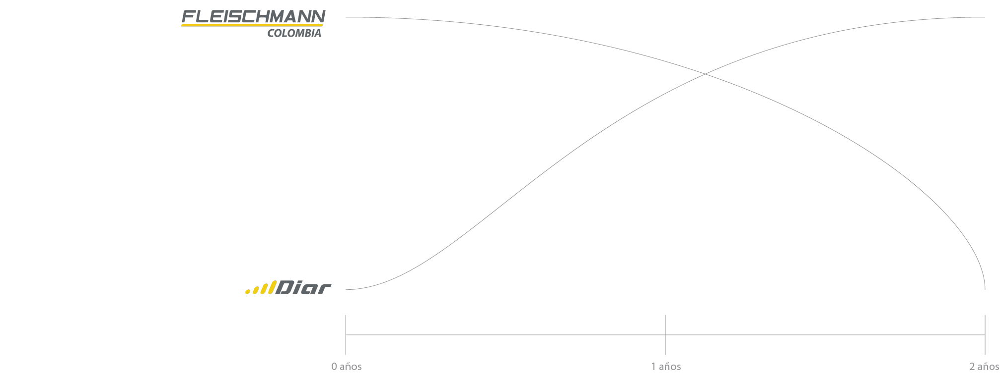 FLEISCHMANN
COLOMBIA
Diar
0 años
1 años
2 años